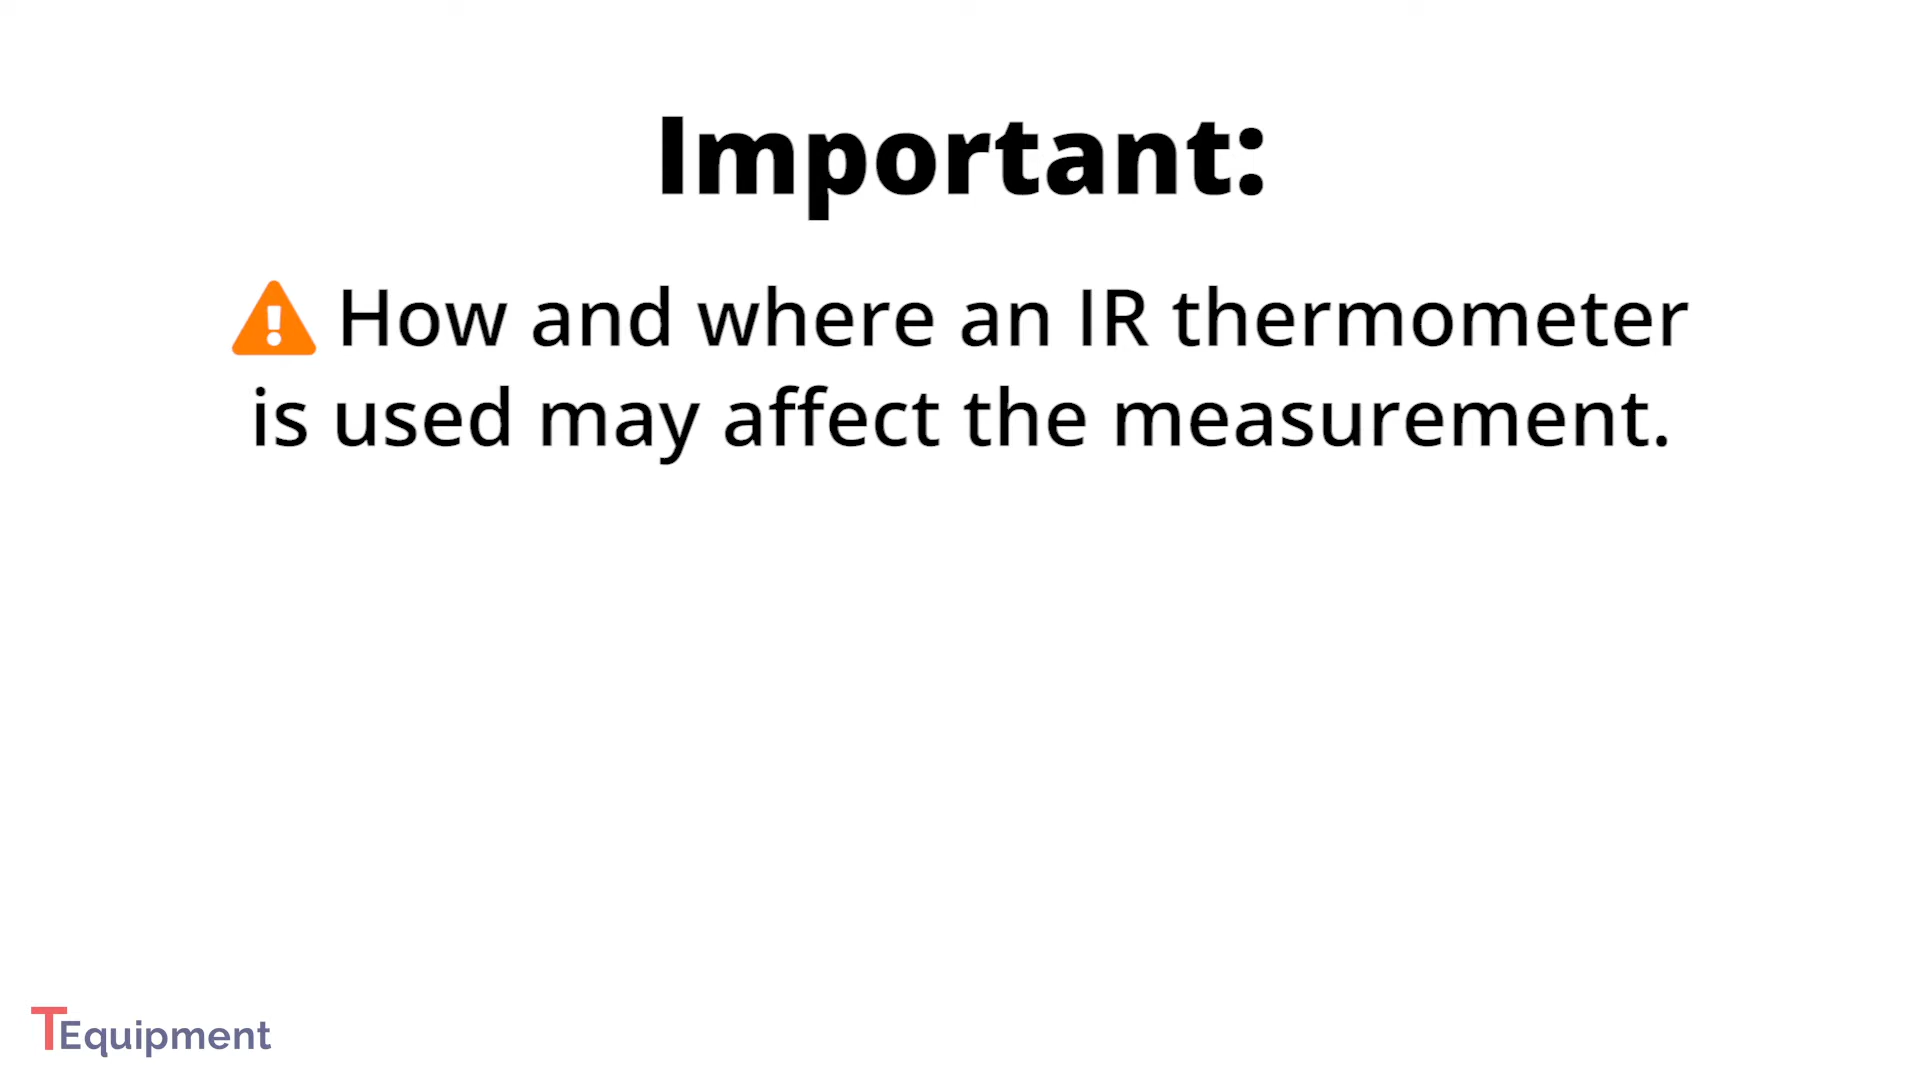 Important:
How and where an IR thermometer
is used may affect the measurement.
TEquipment